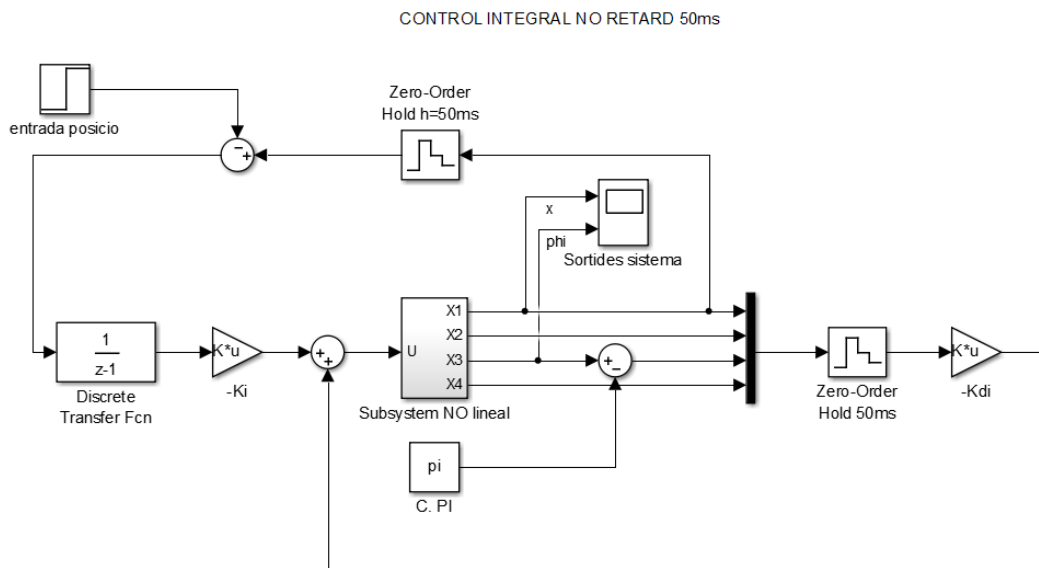 CONTROL INTEGRAL NO RETARD 50ms
entrada posicio
Zero-Order
Hold h=50ms
x
phi
Sortides sistema
1
z-1
Discrete
Transfer Fcn
K*u
-Ki
U
X1
X2
X3
X4
Subsystem NO lineal
pi
C. PI
Zero-Order
Hold 50ms
K*u
-Kdi